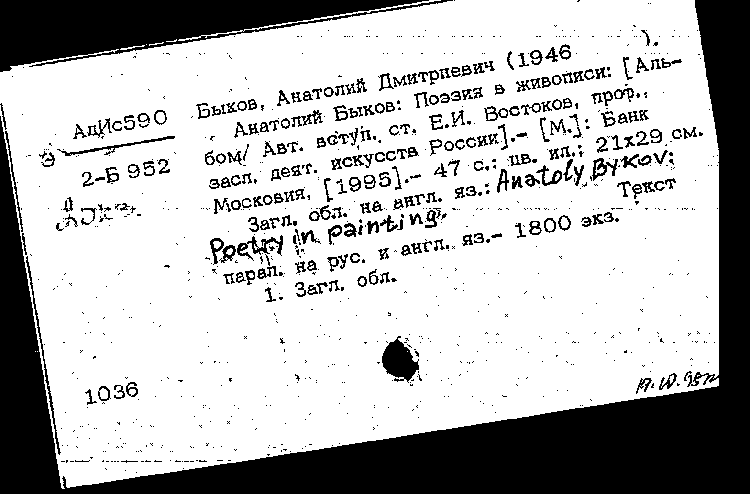 Быков, Анатолий Дмитриевич (1946 ).
АдИс590
Э
2-Б 952
Анатолий Быков: Поэзия в живописи: [Аль-
бом/ Авт. вступ. ст. Е.И. Востоков, проф.,
засл. деят. искусств России].- [М.]: Банк
Московия, [1995].- 47 с.: цв. ил.; 21х29 см.
Загл. обл. на англ. яз.: Anatoly Bykov:
Poetry in painting. Текст
парал. на рус. и англ. яз.- 1800 экз.
1. Загл. обл.
1036